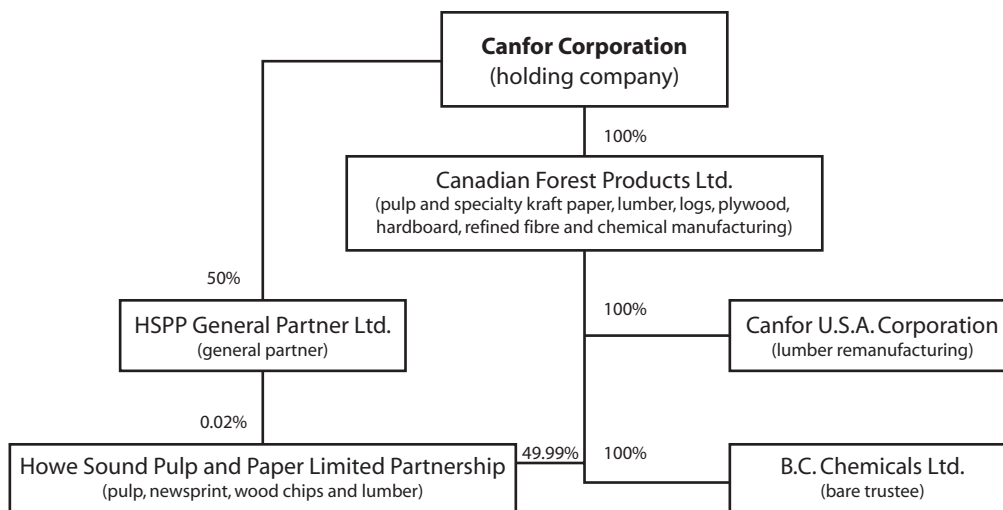 Canfor Corporation
(holding company)
100%
Canadian Forest Products Ltd.
(pulp and specialty kraft paper, lumber, logs, plywood,
hardboard, refined fibre and chemical manufacturing)
50%
HSPP General Partner Ltd.
(general partner)
100%
Canfor U.S.A. Corporation
(lumber remanufacturing)
0.02%
Howe Sound Pulp and Paper Limited Partnership
(pulp, newsprint, wood chips and lumber)
49.99%
100%
B.C. Chemicals Ltd.
(bare trustee)